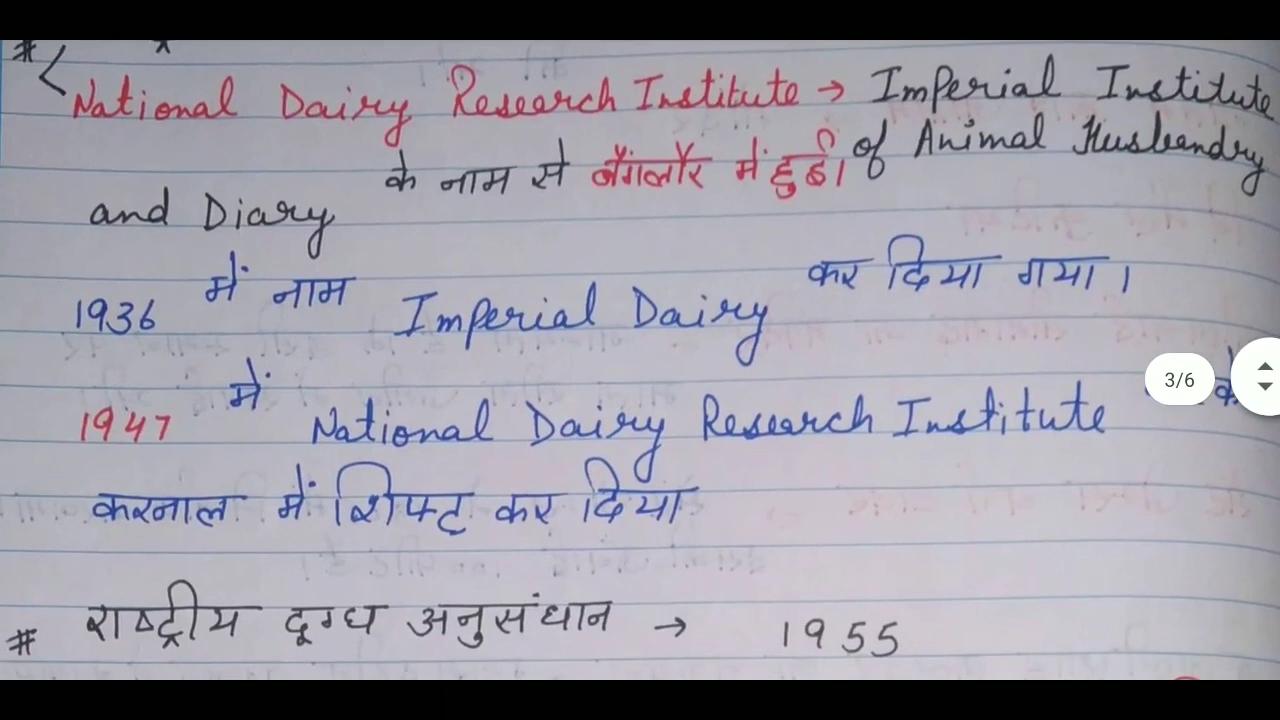 #
National Dairy Research Institute → Imperial Institute
of Animal Husbandry
and Diary के नाम से बैंगलौर में हुई।
1936 में नाम Imperial Dairy कर दिया गया।
1947 में National Dairy Research Institute के
करनाल में शिफ्ट कर दिया
# राष्ट्रीय दूग्ध अनुसंधान → 1955
3/6